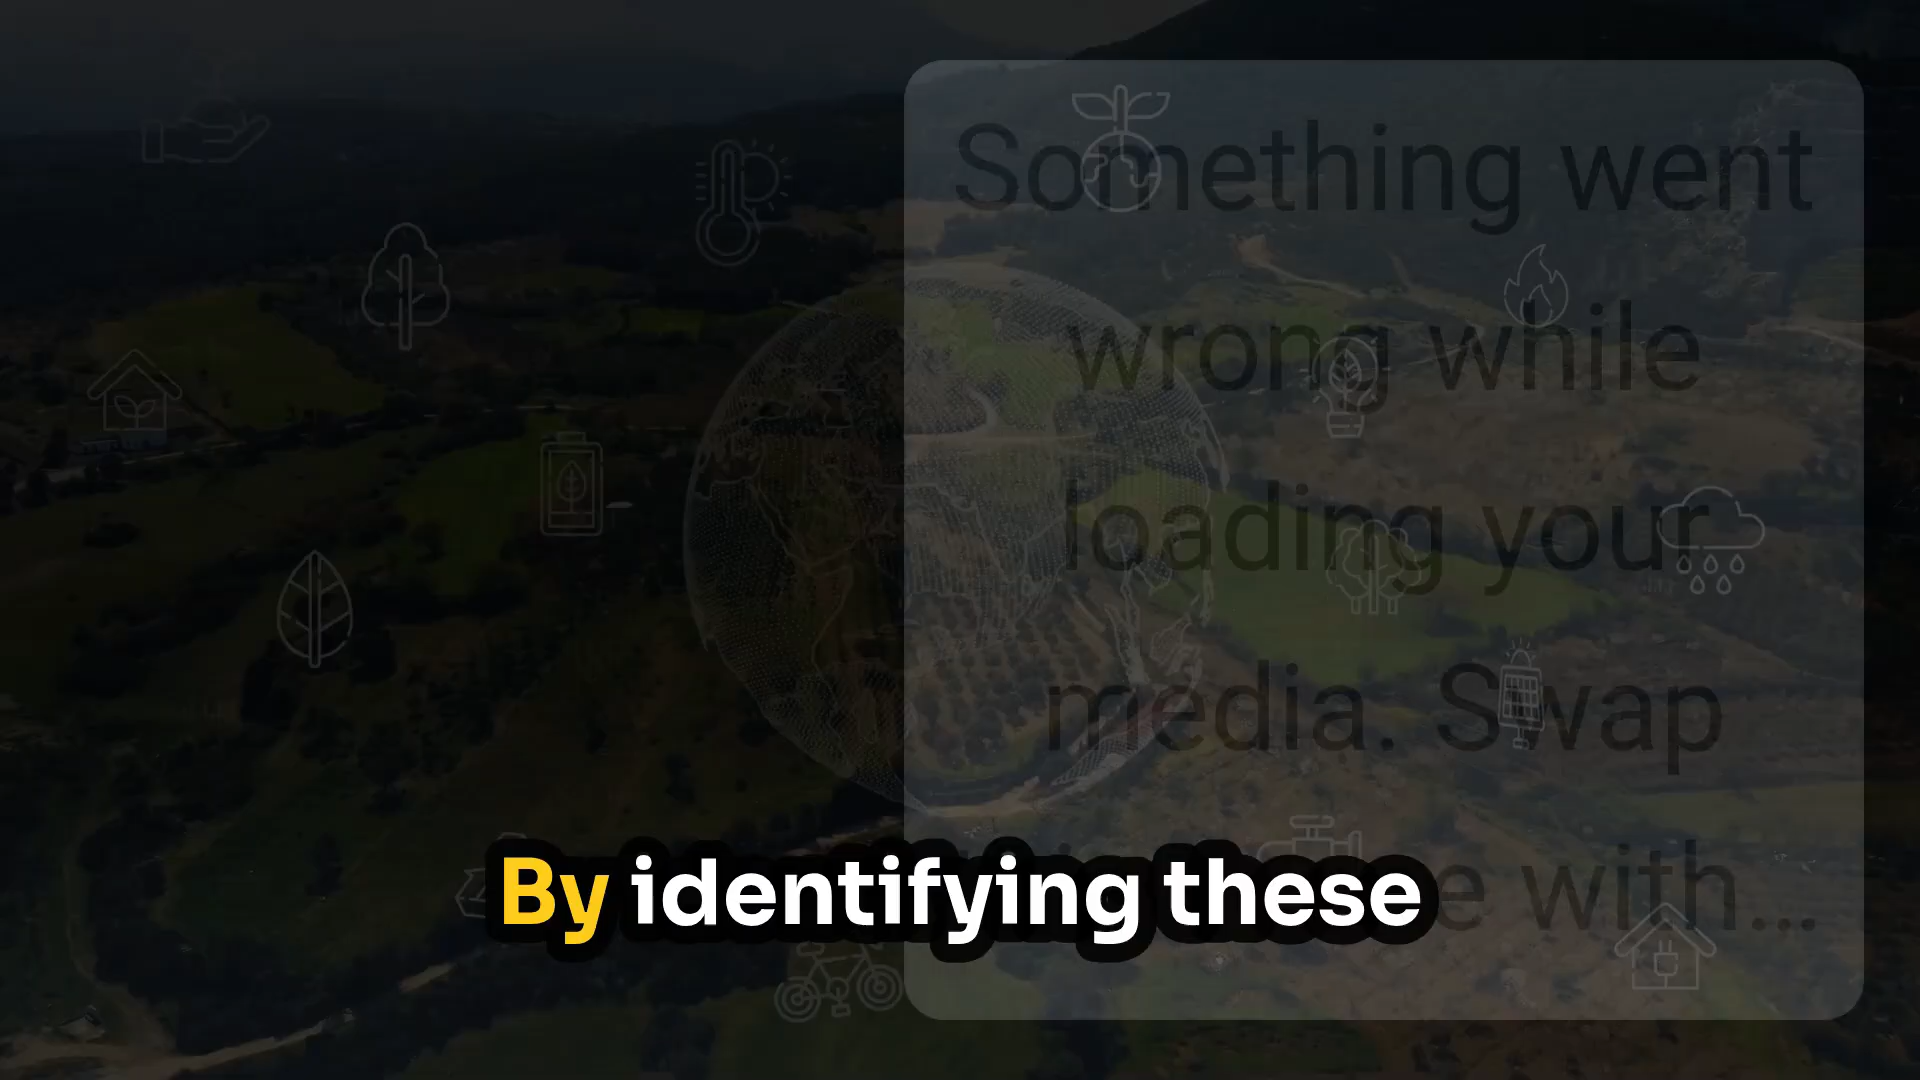 Something went
wrong while
loading your
media. Swap
e with...
By identifying these